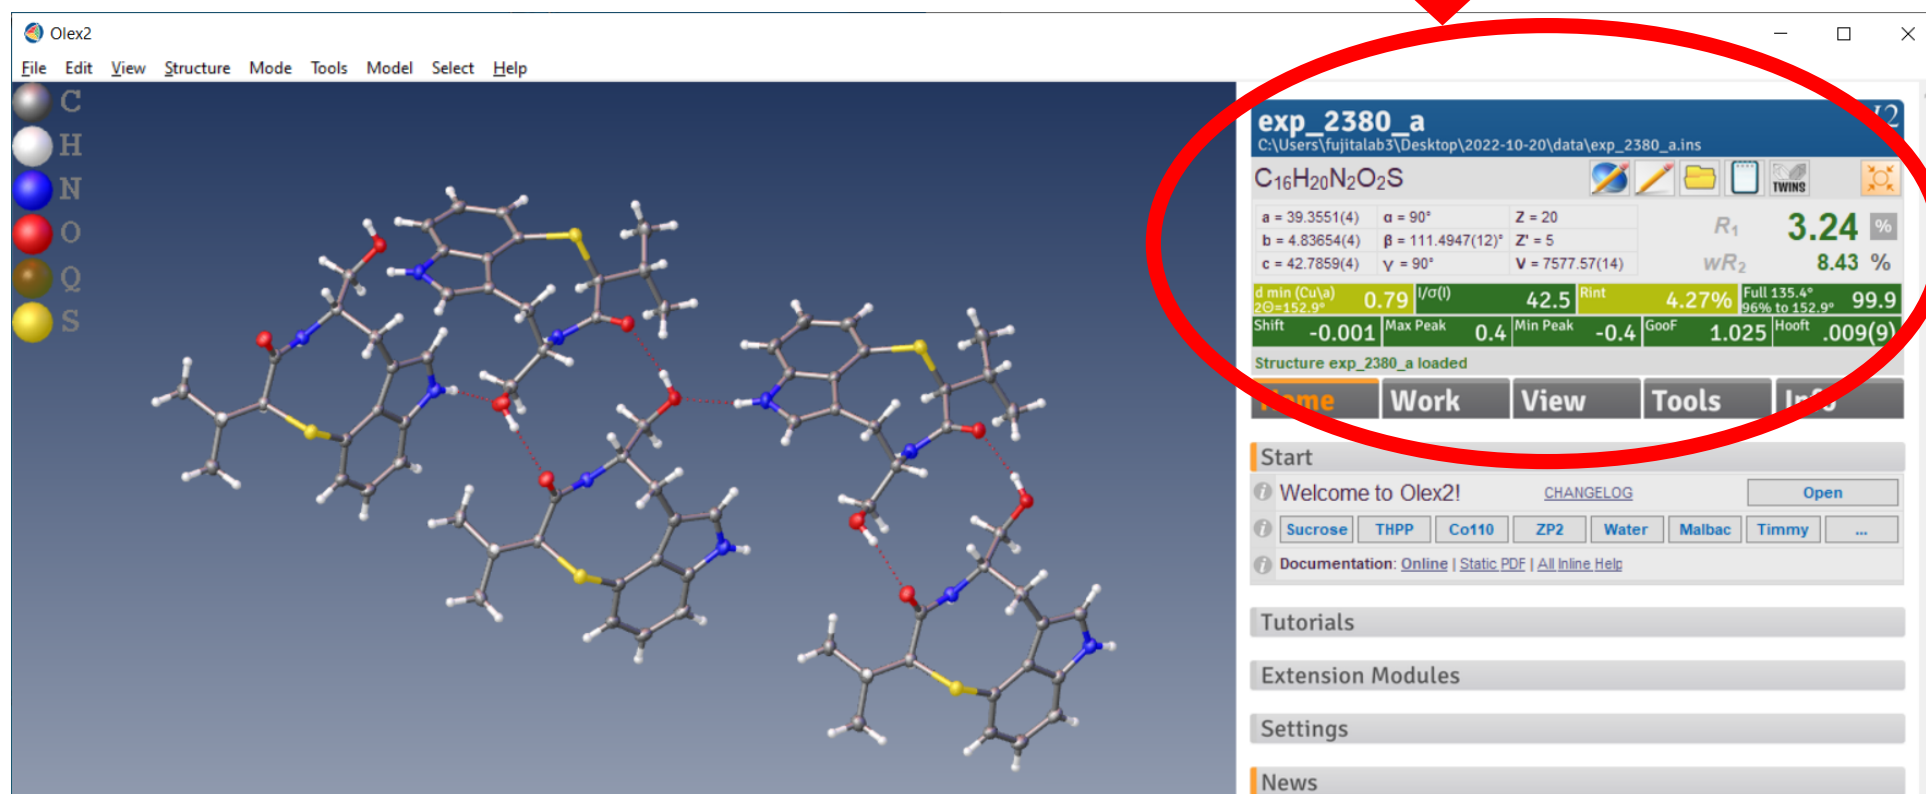 Olex2
File Edit View Structure Mode Tools Model Select Help
C
H
N
O
Q
S
exp_2380_a
C:\Users\fujitalab3\Desktop\2022-10-20\data\exp_2380_a.ins
C₁₆H₂₀N₂O₂S
TWINS
a = 39.3551(4) α = 90° Z = 20
b = 4.83654(4) β = 111.4947(12)° Z' = 5
c = 42.7859(4) γ = 90° V = 7577.57(14)
R₁ 3.24 %
wR₂ 8.43 %
d min (Cu\a) 2Θ=152.9° 0.79 I/σ(I) 42.5 Rint 4.27% Full 135.4° 96% to 152.9° 99.9
Shift -0.001 Max Peak 0.4 Min Peak -0.4 GooF 1.025 Hooft .009(9)
Structure exp_2380_a loaded
Home Work View Tools Info
Start
Welcome to Olex2! CHANGELOG Open
Sucrose THPP Co110 ZP2 Water Malbac Timmy ...
Documentation: Online | Static PDF | All Inline Help
Tutorials
Extension Modules
Settings
News